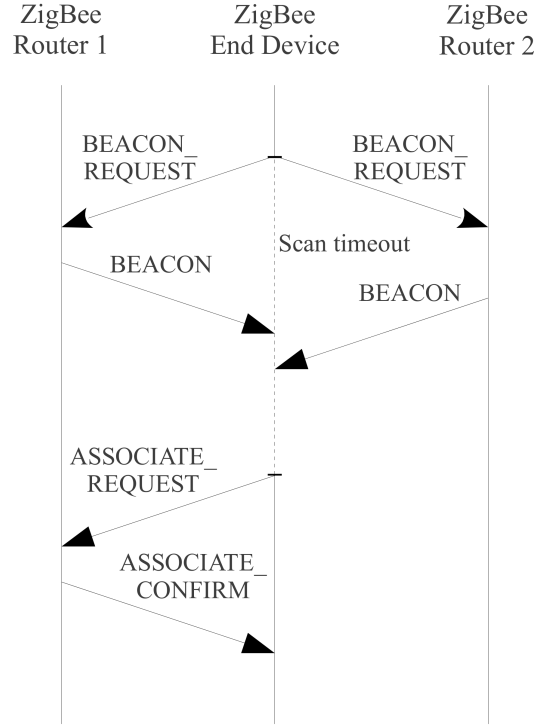 ZigBee
Router 1
ZigBee
End Device
ZigBee
Router 2
BEACON_
REQUEST
BEACON_
REQUEST
Scan timeout
BEACON
BEACON
ASSOCIATE_
REQUEST
ASSOCIATE_
CONFIRM